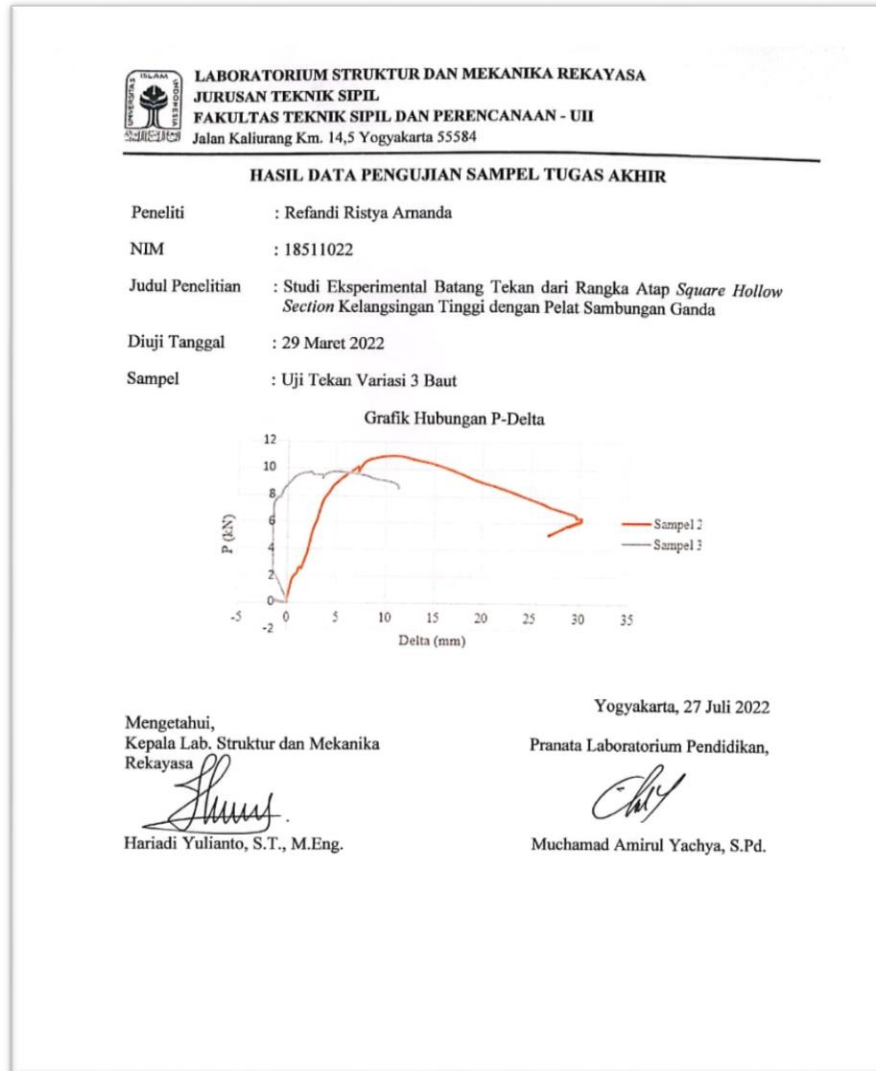 LABORATORIUM STRUKTUR DAN MEKANIKA REKAYASA
JURUSAN TEKNIK SIPIL
FAKULTAS TEKNIK SIPIL DAN PERENCANAAN - UII
Jalan Kaliurang Km. 14,5 Yogyakarta 55584
ISLAM
UNIVERSITAS
INDONESIA
HASIL DATA PENGUJIAN SAMPEL TUGAS AKHIR
Peneliti : Refandi Ristya Arnanda
NIM : 18511022
Judul Penelitian : Studi Eksperimental Batang Tekan dari Rangka Atap Square Hollow
Section Kelangsingan Tinggi dengan Pelat Sambungan Ganda
Diuji Tanggal : 29 Maret 2022
Sampel : Uji Tekan Variasi 3 Baut
Grafik Hubungan P-Delta
12
10
8
6
4
2
0
-2
P (kN)
-5 0 5 10 15 20 25 30 35
Delta (mm)
Sampel 2
Sampel 3
Yogyakarta, 27 Juli 2022
Mengetahui,
Kepala Lab. Struktur dan Mekanika
Rekayasa
Pranata Laboratorium Pendidikan,
Hariadi Yulianto, S.T., M.Eng.
Muchamad Amirul Yachya, S.Pd.